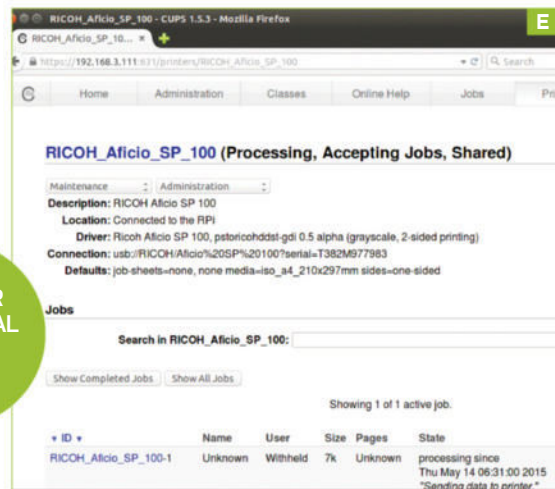 RICOH_Aficio_SP_100 - CUPS 1.5.3 - Mozilla Firefox
E
RICOH_Aficio_SP_10... ×
https://192.168.3.111:631/printers/RICOH_Aficio_SP_100
Search
Home Administration Classes Online Help Jobs Pri
RICOH_Aficio_SP_100 (Processing, Accepting Jobs, Shared)
Maintenance Administration
Description: RICOH Aficio SP 100
Location: Connected to the RPi
Driver: Ricoh Aficio SP 100, pstoricohddst-gdi 0.5 alpha (grayscale, 2-sided printing)
Connection: usb://RICOH/Aficio%20SP%20100?serial=T382M977983
Defaults: job-sheets=none, none media=iso_a4_210x297mm sides=one-sided
R
AL
Jobs
Search in RICOH_Aficio_SP_100:
Show Completed Jobs Show All Jobs
Showing 1 of 1 active job.
ID Name User Size Pages State
RICOH_Aficio_SP_100-1 Unknown Withheld 7k Unknown processing since
Thu May 14 06:31:00 2015
"Sending data to printer."